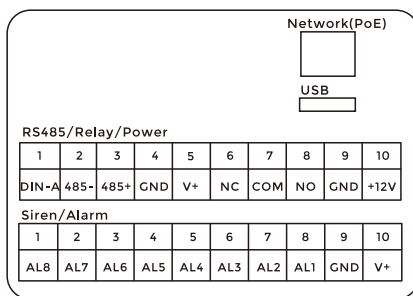 Network(PoE)
USB
RS485/Relay/Power
1 2 3 4 5 6 7 8 9 10
DIN-A 485- 485+ GND V+ NC COM NO GND +12V
Siren/Alarm
1 2 3 4 5 6 7 8 9 10
AL8 AL7 AL6 AL5 AL4 AL3 AL2 AL1 GND V+